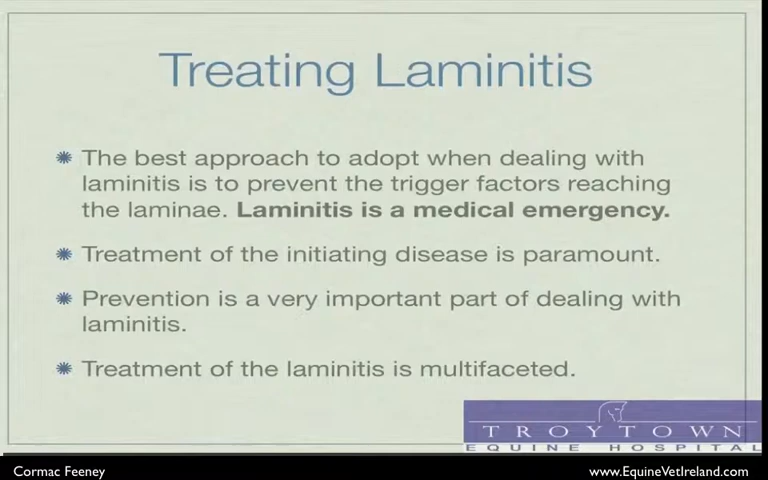 Treating Laminitis
The best approach to adopt when dealing with
laminitis is to prevent the trigger factors reaching
the laminae. Laminitis is a medical emergency.
Treatment of the initiating disease is paramount.
Prevention is a very important part of dealing with
laminitis.
Treatment of the laminitis is multifaceted.
TROYTOWN
EQUINE HOSPITAL
Cormac Feeney
www.EquineVetIreland.com